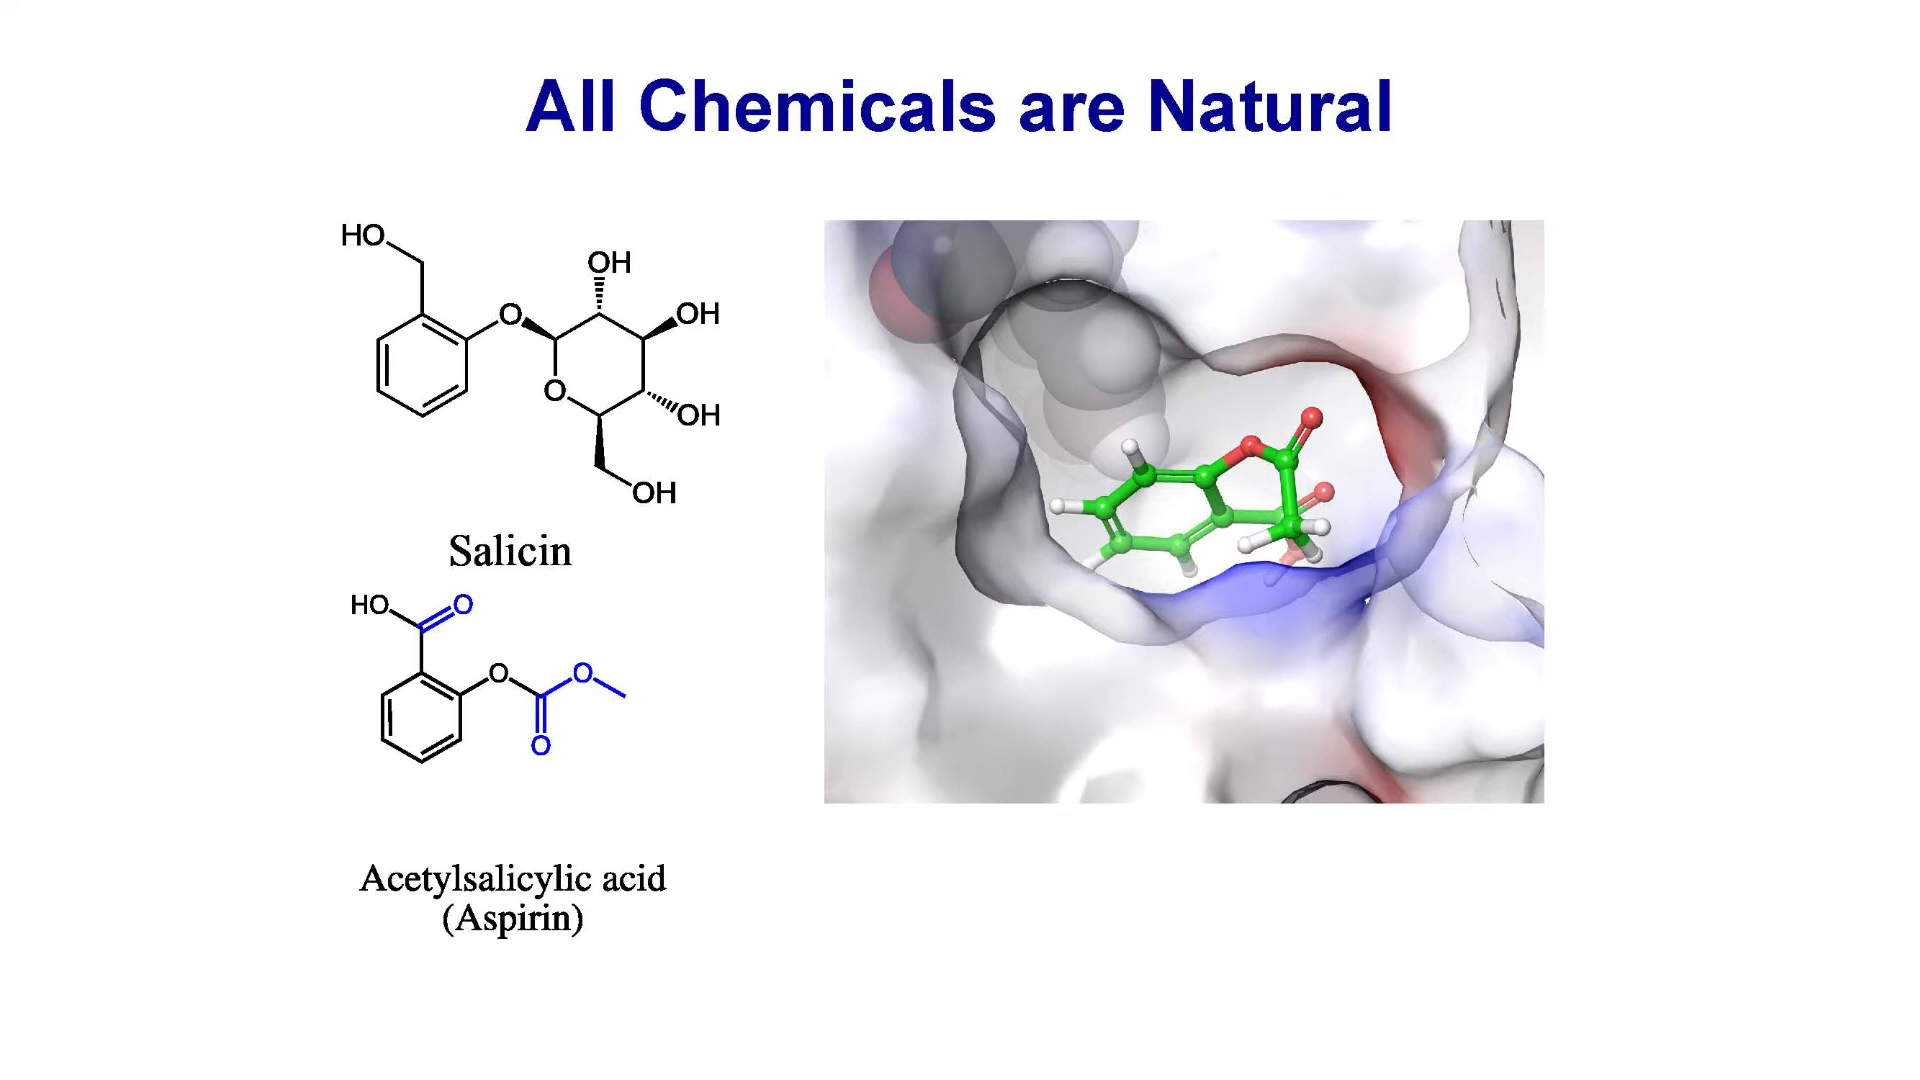 All Chemicals are Natural
HO
OH
O
OH
O
OH
OH
Salicin
HO
O
O
O
O
Acetylsalicylic acid
(Aspirin)